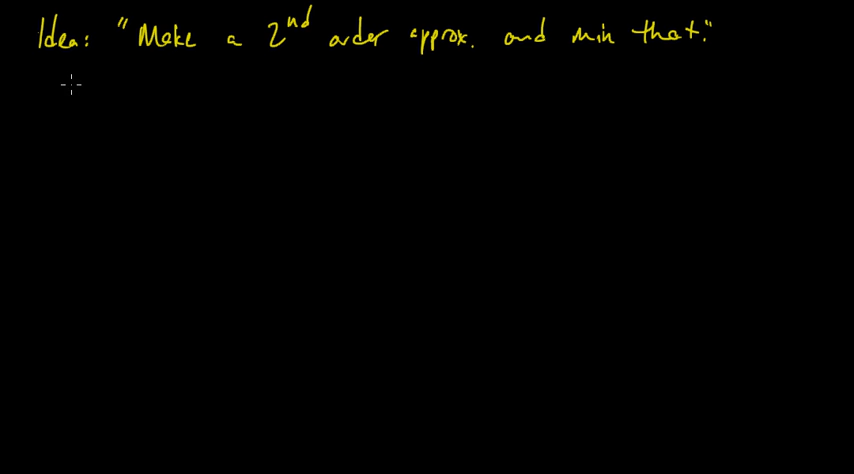 Idea: "Make a 2nd order approx. and min that."